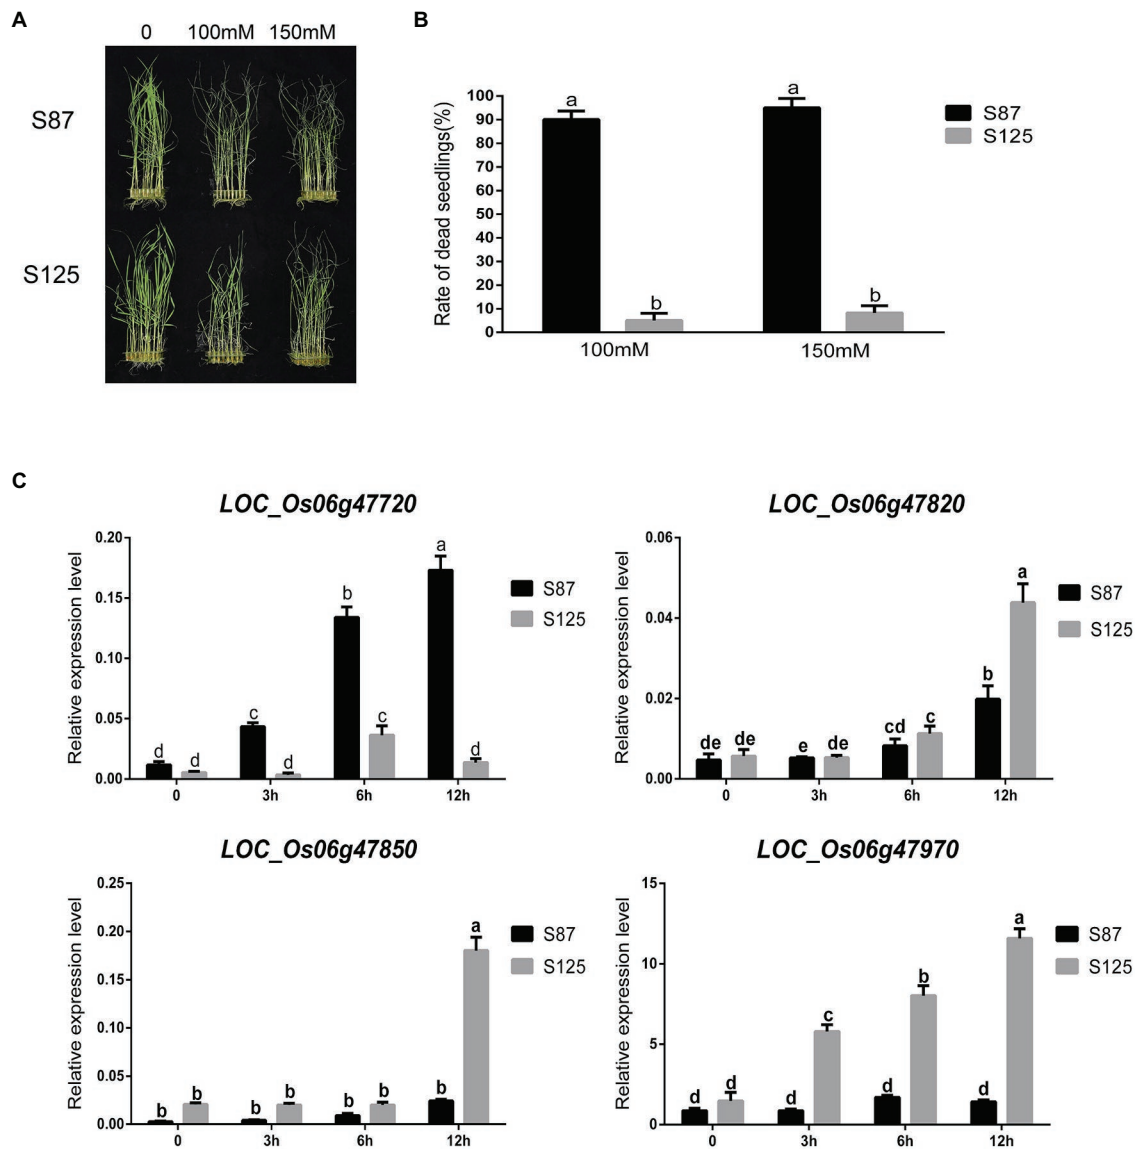 A
0 100mM 150mM
S87
S125
B
Rate of dead seedlings(%)
100
90
80
70
60
50
40
30
20
10
0
a
b
a
b
100mM 150mM
S87
S125
C
LOC_Os06g47720
Relative expression level
0.20
0.15
0.10
0.05
0.00
d d c d b c a d
0 3h 6h 12h
S87
S125
LOC_Os06g47820
Relative expression level
0.06
0.04
0.02
0.00
de de e de cd c b a
0 3h 6h 12h
S87
S125
LOC_Os06g47850
Relative expression level
0.25
0.20
0.15
0.10
0.05
0.00
b b b b b b b a
0 3h 6h 12h
S87
S125
LOC_Os06g47970
Relative expression level
15
10
5
0
d d d c d b d a
0 3h 6h 12h
S87
S125